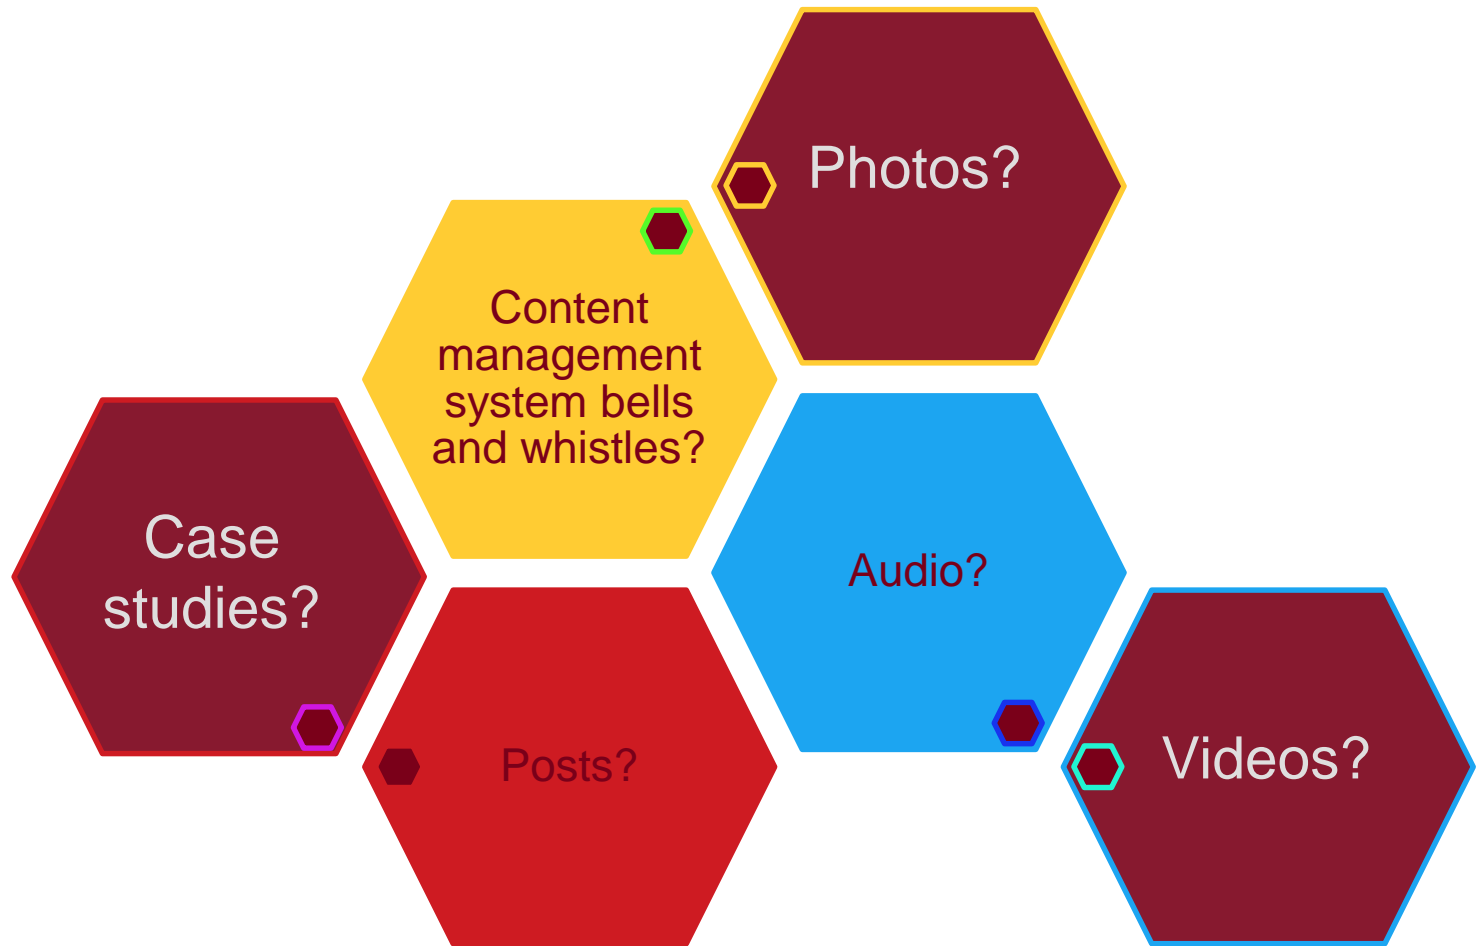 Photos?
Content
management
system bells
and whistles?
Case
studies?
Audio?
Posts?
Videos?